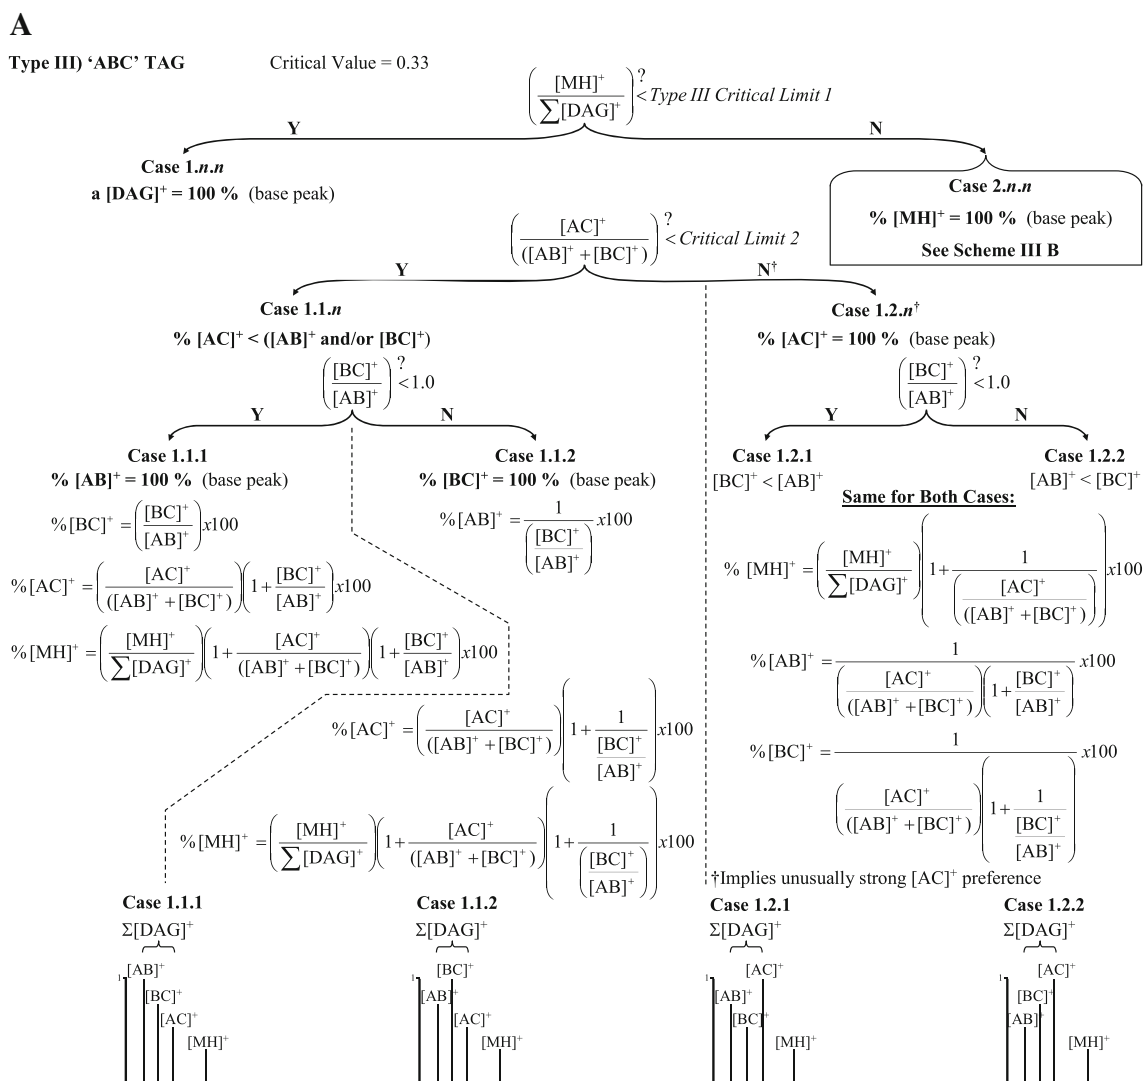 A
Type III) ‘ABC’ TAG Critical Value = 0.33
([MH]⁺ / ∑[DAG]⁺) ?< Type III Critical Limit 1
Y N
Case 1.n.n
a [DAG]⁺ = 100 % (base peak)
Case 2.n.n
% [MH]⁺ = 100 % (base peak)
See Scheme III B
([AC]⁺ / ([AB]⁺ + [BC]⁺)) ?< Critical Limit 2
Y N†
Case 1.1.n
% [AC]⁺ < ([AB]⁺ and/or [BC]⁺)
([BC]⁺ / [AB]⁺) ?< 1.0
Y N
Case 1.2.n†
% [AC]⁺ = 100 % (base peak)
([BC]⁺ / [AB]⁺) ?< 1.0
Y N
Case 1.1.1
% [AB]⁺ = 100 % (base peak)
%[BC]⁺ = ([BC]⁺ / [AB]⁺) x100
%[AC]⁺ = ([AC]⁺ / ([AB]⁺ + [BC]⁺)) (1 + [BC]⁺ / [AB]⁺) x100
%[MH]⁺ = ([MH]⁺ / ∑[DAG]⁺) (1 + [AC]⁺ / ([AB]⁺ + [BC]⁺)) (1 + [BC]⁺ / [AB]⁺) x100
Case 1.1.2
% [BC]⁺ = 100 % (base peak)
%[AB]⁺ = 1 / ([BC]⁺ / [AB]⁺) x100
%[AC]⁺ = ([AC]⁺ / ([AB]⁺ + [BC]⁺)) (1 + 1 / ([BC]⁺ / [AB]⁺)) x100
%[MH]⁺ = ([MH]⁺ / ∑[DAG]⁺) (1 + [AC]⁺ / ([AB]⁺ + [BC]⁺)) (1 + 1 / ([BC]⁺ / [AB]⁺)) x100
Case 1.2.1
[BC]⁺ < [AB]⁺
Case 1.2.2
[AB]⁺ < [BC]⁺
Same for Both Cases:
% [MH]⁺ = ([MH]⁺ / ∑[DAG]⁺) (1 + 1 / ([AC]⁺ / ([AB]⁺ + [BC]⁺))) x100
%[AB]⁺ = 1 / (([AC]⁺ / ([AB]⁺ + [BC]⁺)) (1 + [BC]⁺ / [AB]⁺)) x100
%[BC]⁺ = 1 / (([AC]⁺ / ([AB]⁺ + [BC]⁺)) (1 + 1 / ([BC]⁺ / [AB]⁺))) x100
†Implies unusually strong [AC]⁺ preference
Case 1.1.1
Σ[DAG]⁺
1 [AB]⁺
[BC]⁺
[AC]⁺
[MH]⁺
Case 1.1.2
Σ[DAG]⁺
[BC]⁺
1
[AB]⁺
[AC]⁺
[MH]⁺
Case 1.2.1
Σ[DAG]⁺
[AC]⁺
1
[AB]⁺
[BC]⁺
[MH]⁺
Case 1.2.2
Σ[DAG]⁺
[AC]⁺
1
[BC]⁺
[AB]⁺
[MH]⁺